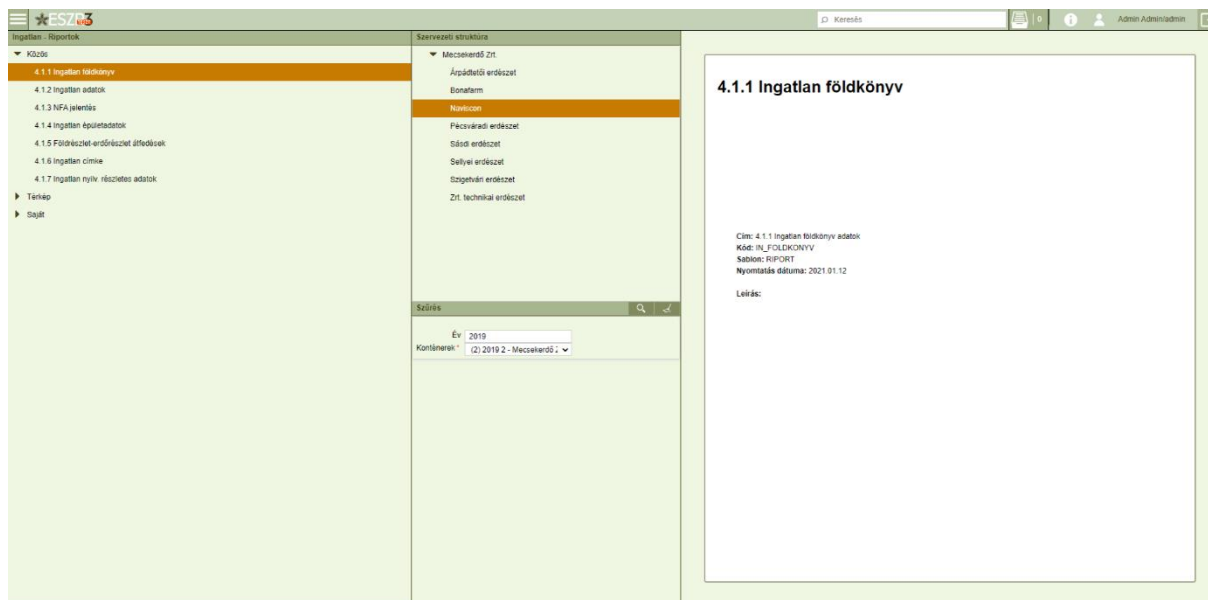 ESZR3
Keresés
0
Admin Admin/admin
Ingatlan - Riportok
Közös
4.1.1 Ingatlan földkönyv
4.1.2 Ingatlan adatok
4.1.3 NFA jelentés
4.1.4 Ingatlan épületadatok
4.1.5 Földrészlet-erdőrészlet átfedések
4.1.6 Ingatlan címke
4.1.7 Ingatlan nyilv. részletes adatok
Térkép
Saját
Szervezeti struktúra
Mecsekerdő Zrt.
Árpádtetői erdészet
Bonafarm
Naviscon
Pécsváradi erdészet
Sásdi erdészet
Sellyei erdészet
Szigetvári erdészet
Zrt. technikai erdészet
Szűrés
Év 2019
Konténerek* (2) 2019 2 - Mecsekerdő
4.1.1 Ingatlan földkönyv
Cím: 4.1.1 Ingatlan földkönyv adatok
Kód: IN_FOLDKONYV
Sablon: RIPORT
Nyomtatás dátuma: 2021.01.12
Leírás: